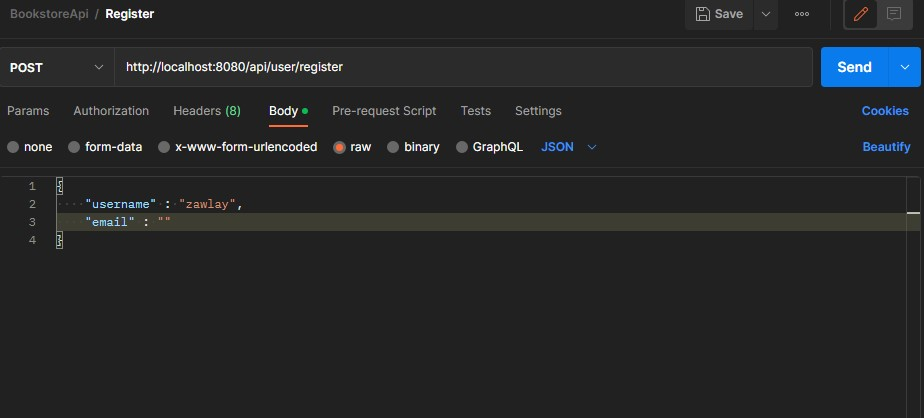 BookstoreApi / Register
Save
POST
http://localhost:8080/api/user/register
Send
Params Authorization Headers (8) Body Pre-request Script Tests Settings Cookies
none form-data x-www-form-urlencoded raw binary GraphQL JSON Beautify
1 {
2 "username" : "zawlay",
3 "email" : ""
4 }